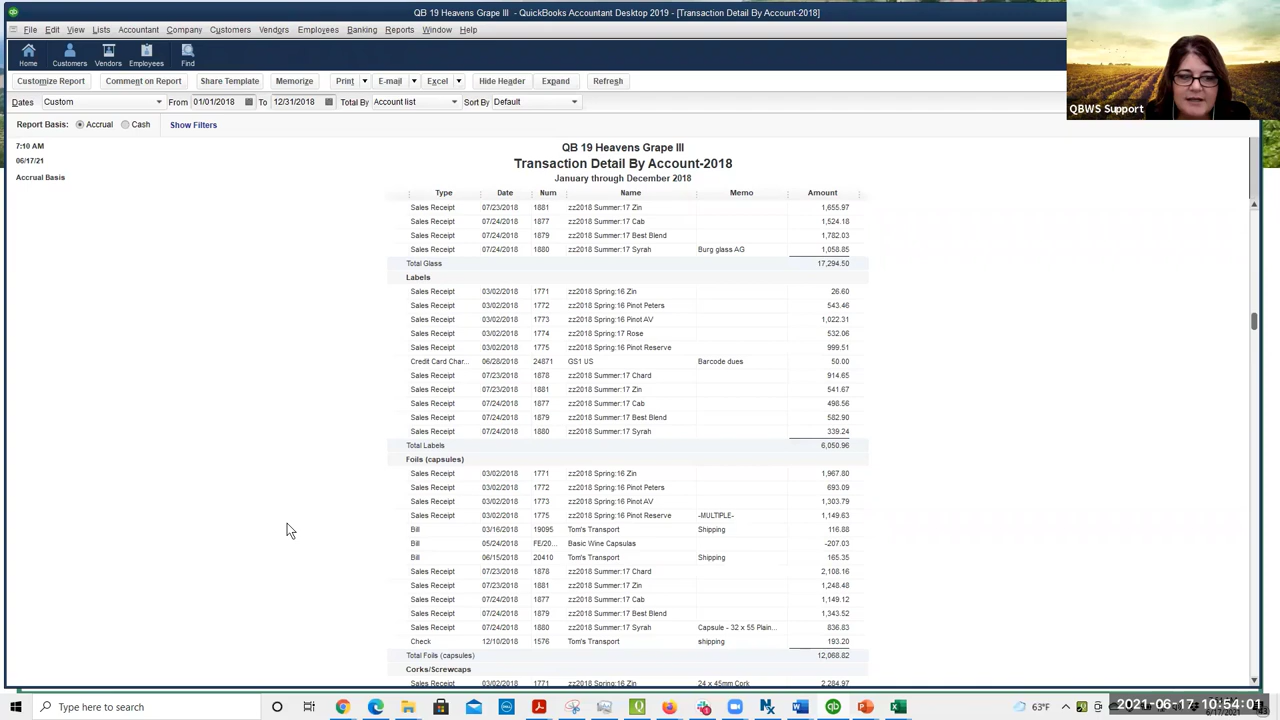 QB 19 Heavens Grape III - QuickBooks Accountant Desktop 2019 - [Transaction Detail By Account-2018]
File Edit View Lists Accountant Company Customers Vendors Employees Banking Reports Window Help
Home Customers Vendors Employees Find
Customize Report Comment on Report Share Template Memorize Print E-mail Excel Hide Header Expand Refresh
Dates Custom From 01/01/2018 To 12/31/2018 Total By Account list Sort By Default
QBWS Support
Report Basis: Accrual Cash Show Filters
7:10 AM
06/17/21
Accrual Basis
QB 19 Heavens Grape III
Transaction Detail By Account-2018
January through December 2018
Type Date Num Name Memo Amount
Sales Receipt 07/23/2018 1881 zz2018 Summer:17 Zin 1,655.97
Sales Receipt 07/24/2018 1877 zz2018 Summer:17 Cab 1,524.18
Sales Receipt 07/24/2018 1879 zz2018 Summer:17 Best Blend 1,782.03
Sales Receipt 07/24/2018 1880 zz2018 Summer:17 Syrah Burg glass AG 1,058.85
Total Glass 17,294.50
Labels
Sales Receipt 03/02/2018 1771 zz2018 Spring:16 Zin 26.60
Sales Receipt 03/02/2018 1772 zz2018 Spring:16 Pinot Peters 543.46
Sales Receipt 03/02/2018 1773 zz2018 Spring:16 Pinot AV 1,022.31
Sales Receipt 03/02/2018 1774 zz2018 Spring:17 Rose 532.06
Sales Receipt 03/02/2018 1775 zz2018 Spring:16 Pinot Reserve 999.51
Credit Card Char... 06/28/2018 24871 GS1 US Barcode dues 50.00
Sales Receipt 07/23/2018 1878 zz2018 Summer:17 Chard 914.65
Sales Receipt 07/23/2018 1881 zz2018 Summer:17 Zin 541.67
Sales Receipt 07/24/2018 1877 zz2018 Summer:17 Cab 498.56
Sales Receipt 07/24/2018 1879 zz2018 Summer:17 Best Blend 582.90
Sales Receipt 07/24/2018 1880 zz2018 Summer:17 Syrah 339.24
Total Labels 6,050.96
Foils (capsules)
Sales Receipt 03/02/2018 1771 zz2018 Spring:16 Zin 1,967.80
Sales Receipt 03/02/2018 1772 zz2018 Spring:16 Pinot Peters 693.09
Sales Receipt 03/02/2018 1773 zz2018 Spring:16 Pinot AV 1,303.79
Sales Receipt 03/02/2018 1775 zz2018 Spring:16 Pinot Reserve -MULTIPLE- 1,149.63
Bill 03/16/2018 19095 Tom's Transport Shipping 116.88
Bill 05/24/2018 FE/20... Basic Wine Capsulas -207.03
Bill 06/15/2018 20410 Tom's Transport Shipping 165.35
Sales Receipt 07/23/2018 1878 zz2018 Summer:17 Chard 2,108.16
Sales Receipt 07/23/2018 1881 zz2018 Summer:17 Zin 1,248.48
Sales Receipt 07/24/2018 1877 zz2018 Summer:17 Cab 1,149.12
Sales Receipt 07/24/2018 1879 zz2018 Summer:17 Best Blend 1,343.52
Sales Receipt 07/24/2018 1880 zz2018 Summer:17 Syrah Capsule - 32 x 55 Plain... 836.83
Check 12/10/2018 1576 Tom's Transport shipping 193.20
Total Foils (capsules) 12,068.82
Corks/Screwcaps
Sales Receipt 03/02/2018 1771 zz2018 Spring:16 Zin 24 x 45mm Cork 2,284.97
Type here to search 63°F 2021-06-17 10:54:01